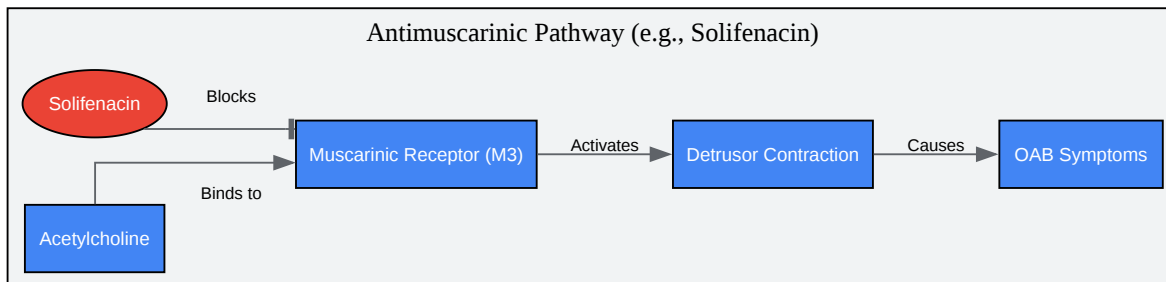 Antimuscarinic Pathway (e.g., Solifenacin)
Solifenacin
Blocks
Muscarinic Receptor (M3)
Activates
Detrusor Contraction
Causes
OAB Symptoms
Binds to
Acetylcholine